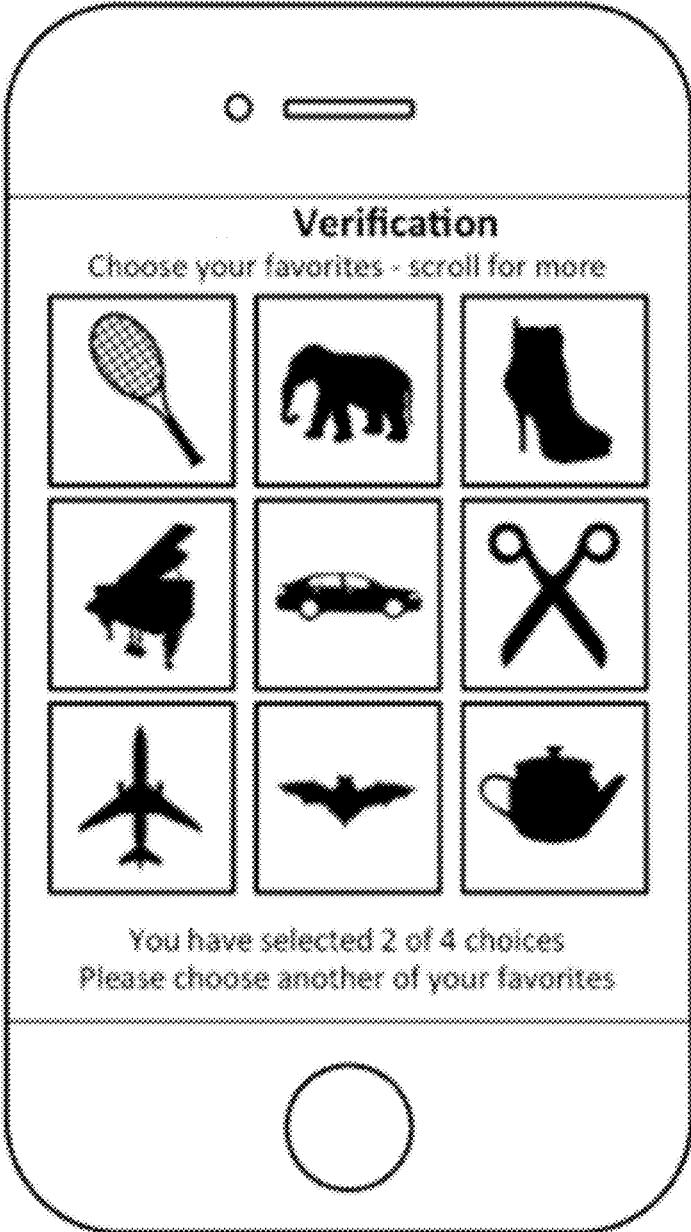 Verification
Choose your favorites - scroll for more
You have selected 2 of 4 choices
Please choose another of your favorites